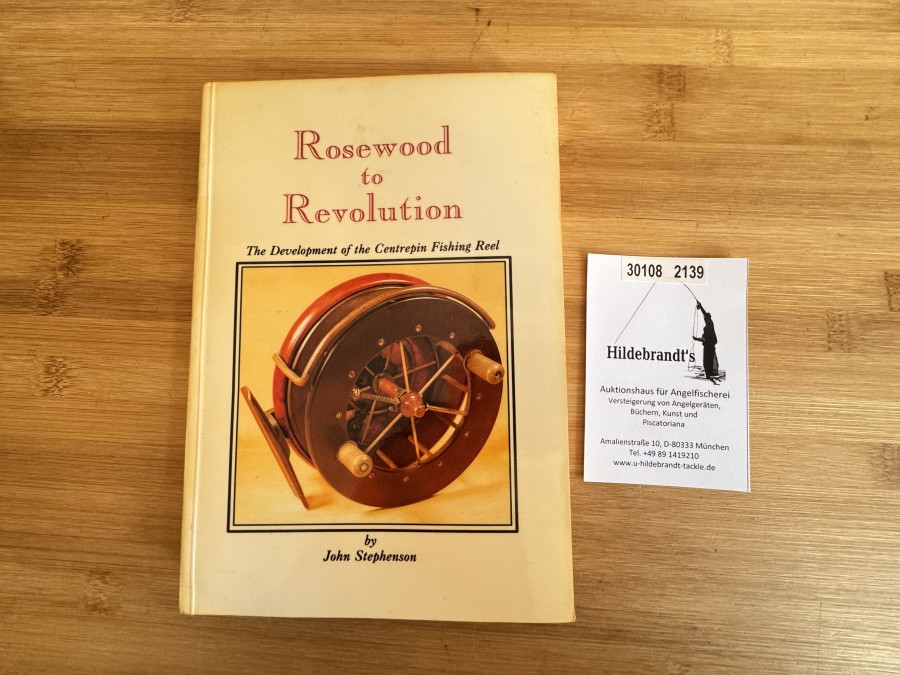 Rosewood
to
Revolution
The Development of the Centrepin Fishing Reel
by
John Stephenson
30108 2139
Hildebrandt's
Auktionshaus für Angelfischerei
Versteigerung von Angelgeräten,
Büchern, Kunst und
Piscatoriana
Amalienstraße 10, D-80333 München
Tel. +49 89 1419210
www.u-hildebrandt-tackle.de